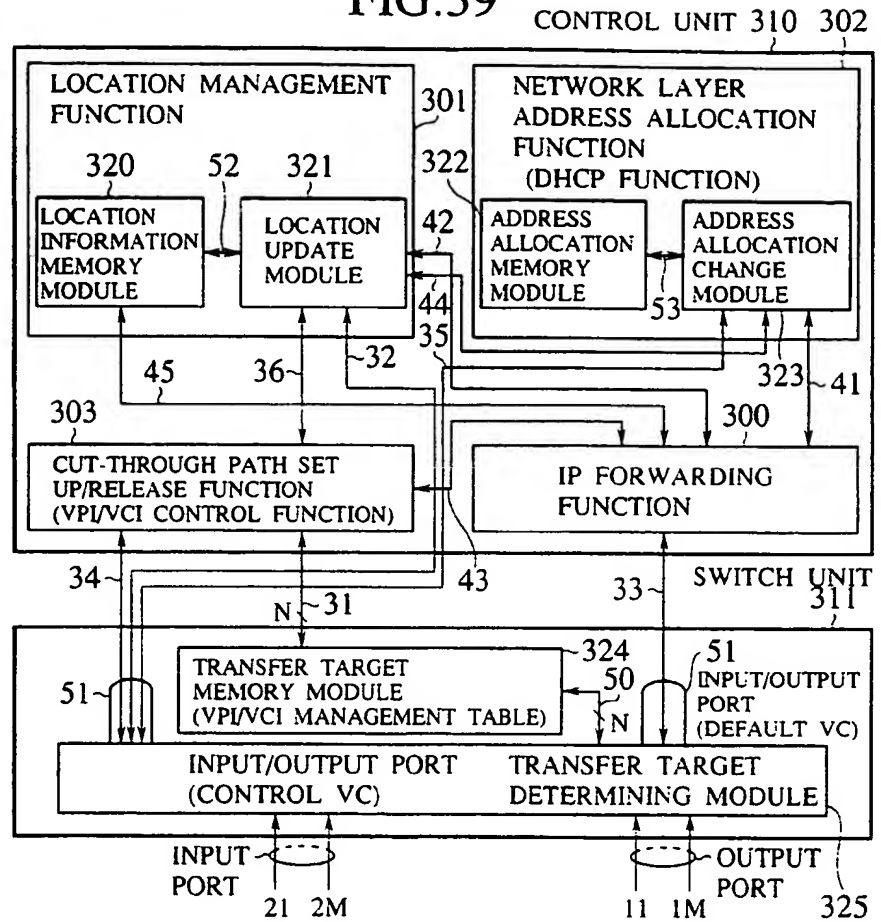 FIG.39
CONTROL UNIT 310 302
LOCATION MANAGEMENT
FUNCTION
301
320
52
321
LOCATION
INFORMATION
MEMORY
MODULE
LOCATION
UPDATE
MODULE
NETWORK LAYER
ADDRESS ALLOCATION
FUNCTION
(DHCP FUNCTION)
322
ADDRESS
ALLOCATION
MEMORY
MODULE
53
ADDRESS
ALLOCATION
CHANGE
MODULE
42
44
35
323
41
45
36
32
303
CUT-THROUGH PATH SET
UP/RELEASE FUNCTION
(VPI/VCI CONTROL FUNCTION)
300
IP FORWARDING
FUNCTION
34
N
31
43
33
SWITCH UNIT
311
51
TRANSFER TARGET
MEMORY MODULE
(VPI/VCI MANAGEMENT TABLE)
324
50
N
51
INPUT/OUTPUT
PORT
(DEFAULT VC)
INPUT/OUTPUT PORT
(CONTROL VC)
TRANSFER TARGET
DETERMINING MODULE
INPUT
PORT
21 2M
11 1M
OUTPUT
PORT
325